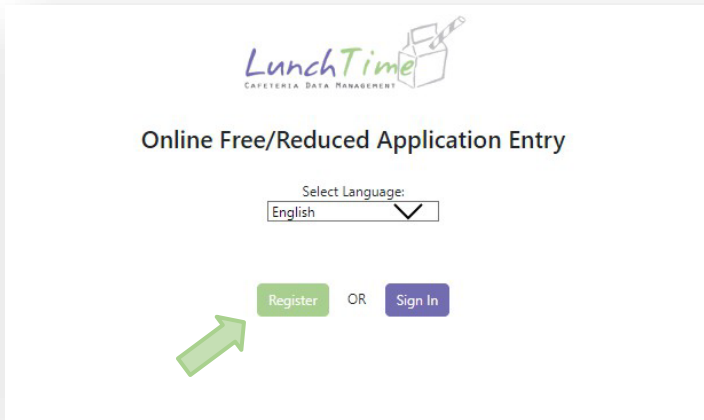 LunchTime
CAFETERIA DATA MANAGEMENT
Online Free/Reduced Application Entry
Select Language:
English
Register OR Sign In